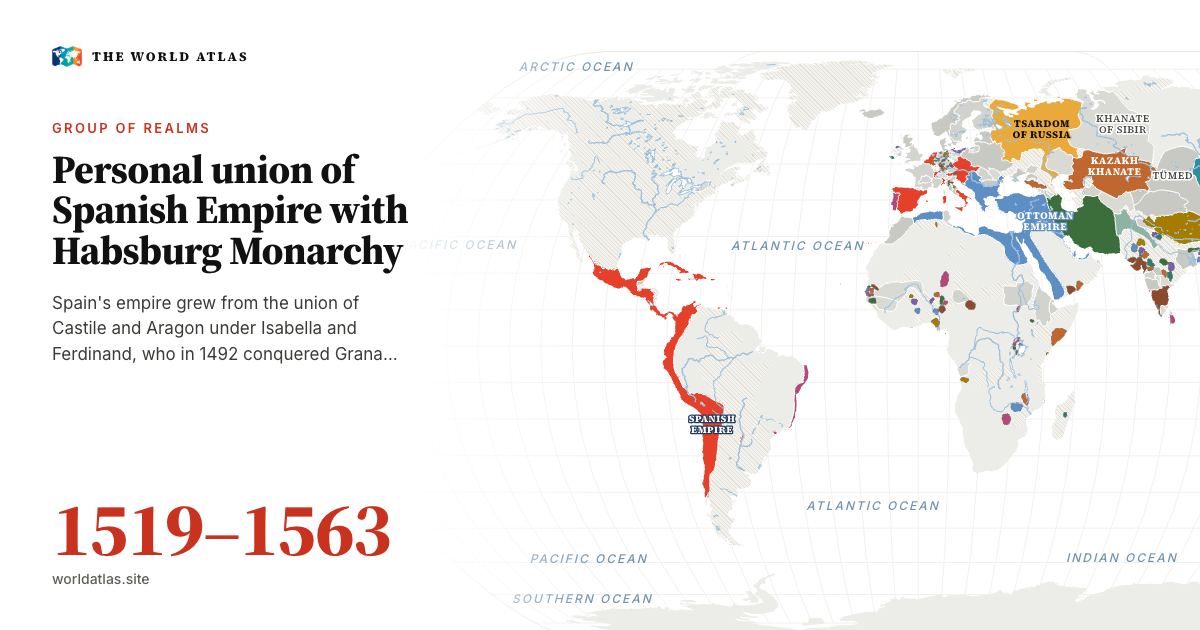 THE WORLD ATLAS
GROUP OF REALMS
Personal union of
Spanish Empire with
Habsburg Monarchy
Spain's empire grew from the union of
Castile and Aragon under Isabella and
Ferdinand, who in 1492 conquered Grana...
1519–1563
worldatlas.site
ARCTIC OCEAN
TSARDOM
OF RUSSIA
KHANATE
OF SIBIR
KAZAKH
KHANATE
TÜMED
OTTOMAN
EMPIRE
ACIFIC OCEAN
ATLANTIC OCEAN
SPANISH
EMPIRE
ATLANTIC OCEAN
PACIFIC OCEAN
INDIAN OCEAN
SOUTHERN OCEAN